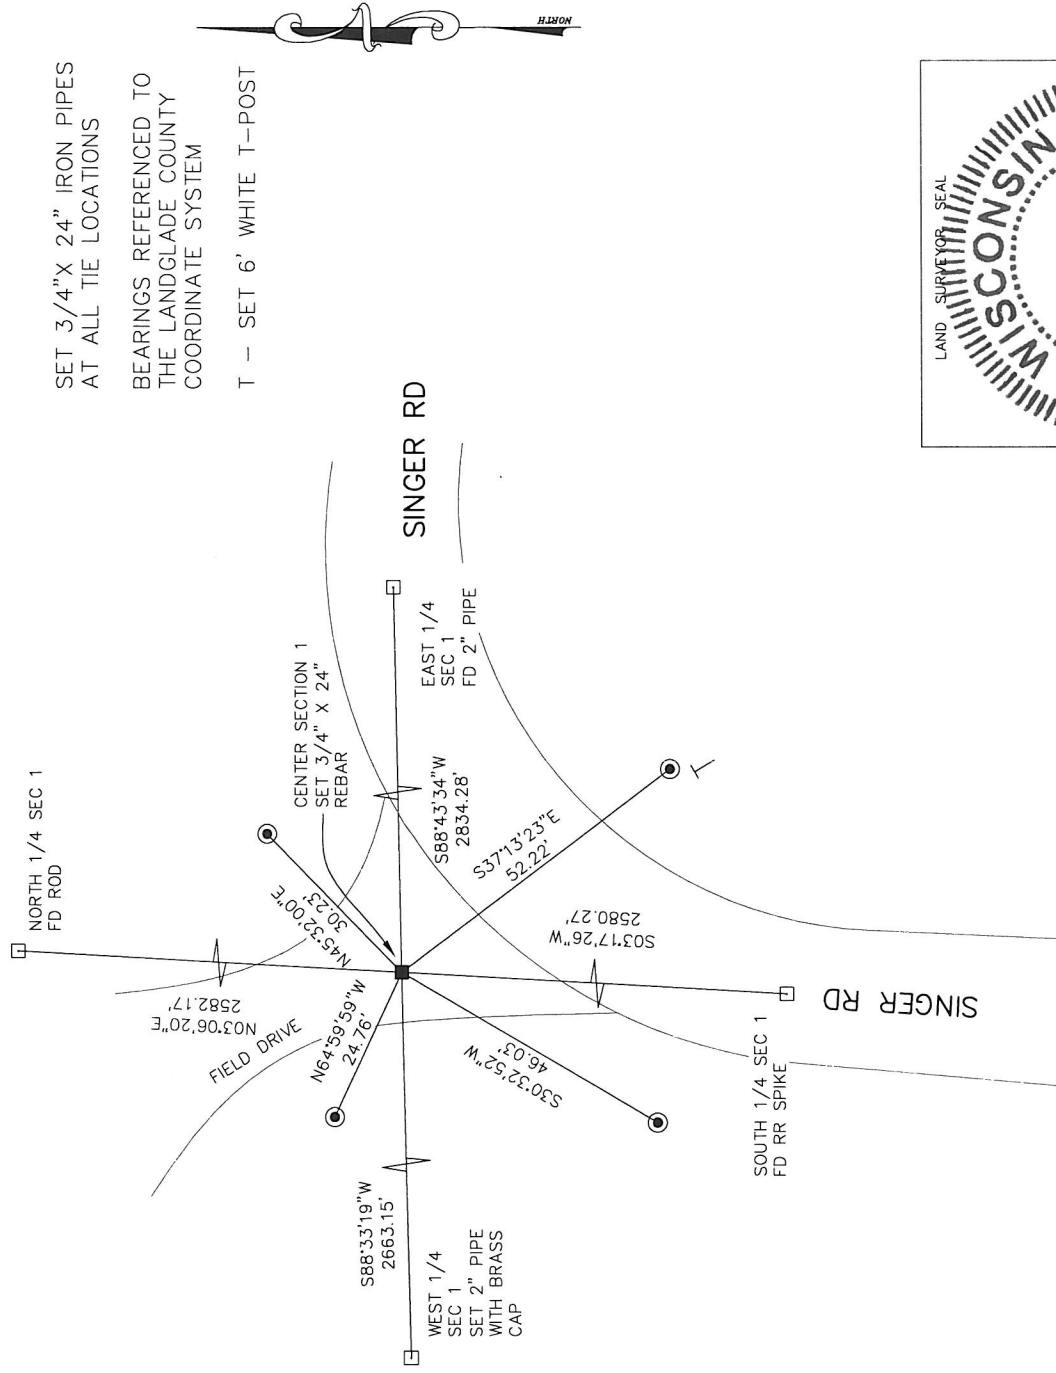 NORTH
SET 3/4"X 24" IRON PIPES
AT ALL TIE LOCATIONS
BEARINGS REFERENCED TO
THE LANDGLADE COUNTY
COORDINATE SYSTEM
T – SET 6' WHITE T–POST
NORTH 1/4 SEC 1
FD ROD
N03°06'20"E
2582.17'
FIELD DRIVE
N64°59'59"W
24.76'
N45°32'00"E
30.23'
CENTER SECTION 1
SET 3/4" X 24"
REBAR
S88°43'34"W
2834.28'
EAST 1/4
SEC 1
FD 2" PIPE
SINGER RD
S37°13'23"E
52.22'
S03°17'26"W
2580.27'
S30°32'52"W
46.03'
S88°33'19"W
2663.15'
WEST 1/4
SEC 1
SET 2" PIPE
WITH BRASS
CAP
SOUTH 1/4 SEC 1
FD RR SPIKE
SINGER RD
LAND SURVEYOR SEAL
WISCONSIN